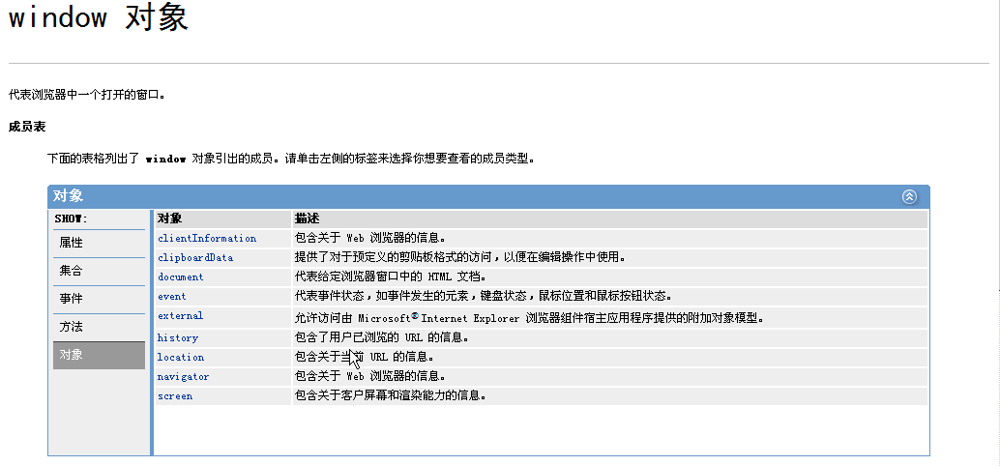 window 对象
代表浏览器中一个打开的窗口。
成员表
下面的表格列出了 window 对象引出的成员。请单击左侧的标签来选择你想要查看的成员类型。
对象
SHOW:
属性
集合
事件
方法
对象
对象 描述
clientInformation 包含关于 Web 浏览器的信息。
clipboardData 提供了对于预定义的剪贴板格式的访问，以便在编辑操作中使用。
document 代表给定浏览器窗口中的 HTML 文档。
event 代表事件状态，如事件发生的元素，键盘状态，鼠标位置和鼠标按钮状态。
external 允许访问由 Microsoft® Internet Explorer 浏览器组件宿主应用程序提供的附加对象模型。
history 包含了用户已浏览的 URL 的信息。
location 包含关于当前 URL 的信息。
navigator 包含关于 Web 浏览器的信息。
screen 包含关于客户屏幕和渲染能力的信息。